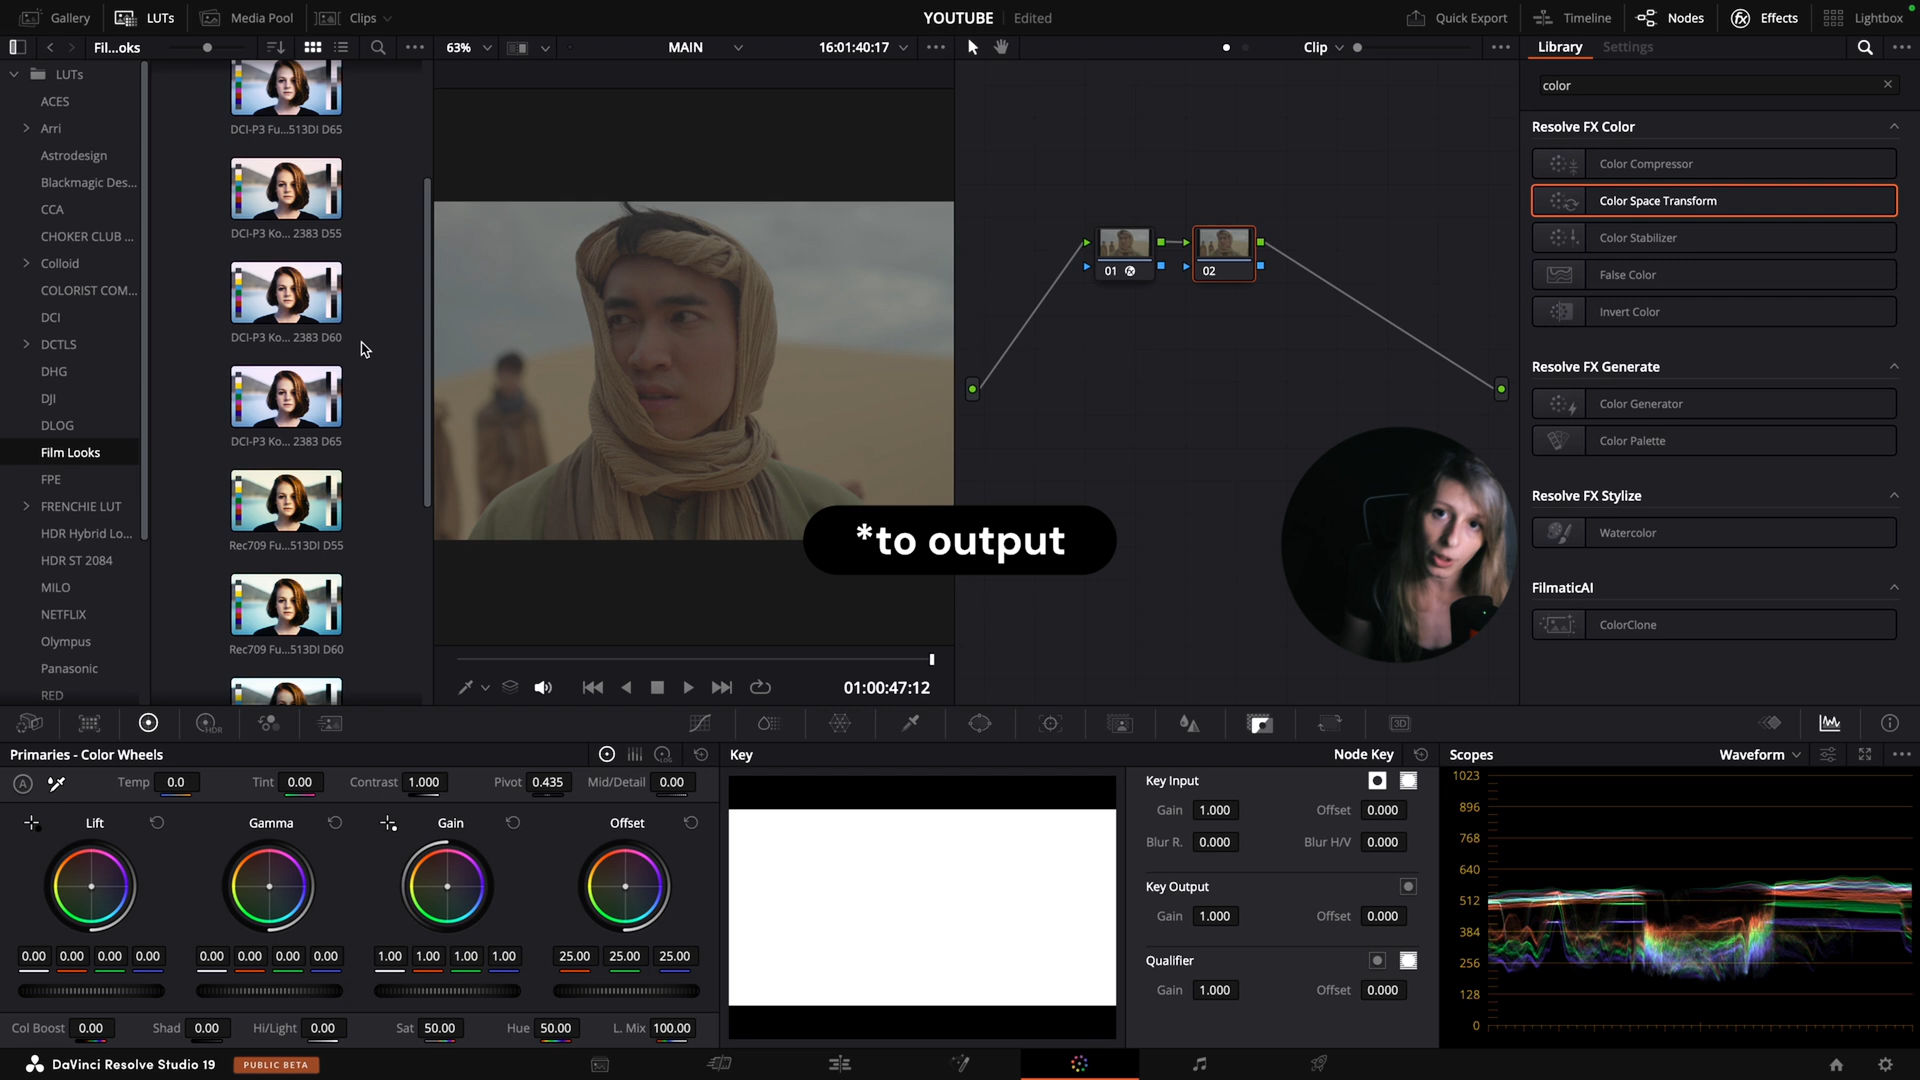 Gallery
LUTs
Media Pool
Clips
YOUTUBE
Edited
Quick Export
Timeline
Nodes
Effects
Lightbox
Fil...oks
63%
MAIN
16:01:40:17
Clip
Library
Settings
color
LUTs
ACES
Arri
Astrodesign
Blackmagic Des...
CCA
CHOKER CLUB ...
Colloid
COLORIST COM...
DCI
DCTLS
DHG
DJI
DLOG
Film Looks
FPE
FRENCHIE LUT
HDR Hybrid Lo...
HDR ST 2084
MILO
NETFLIX
Olympus
Panasonic
RED
DCI-P3 Fu...513DI D65
DCI-P3 Ko... 2383 D55
DCI-P3 Ko... 2383 D60
DCI-P3 Ko... 2383 D65
Rec709 Fu...513DI D55
Rec709 Fu...513DI D60
01
02
*to output
01:00:47:12
Resolve FX Color
Color Compressor
Color Space Transform
Color Stabilizer
False Color
Invert Color
Resolve FX Generate
Color Generator
Color Palette
Resolve FX Stylize
Watercolor
FilmaticAI
ColorClone
HDR
3D
Primaries - Color Wheels
LOG
A
Temp 0.0
Tint 0.00
Contrast 1.000
Pivot 0.435
Mid/Detail 0.00
Lift
Gamma
Gain
Offset
0.00 0.00 0.00 0.00
0.00 0.00 0.00 0.00
1.00 1.00 1.00 1.00
25.00 25.00 25.00
Col Boost 0.00
Shad 0.00
Hi/Light 0.00
Sat 50.00
Hue 50.00
L. Mix 100.00
Key
Node Key
Key Input
Gain 1.000
Offset 0.000
Blur R. 0.000
Blur H/V 0.000
Key Output
Gain 1.000
Offset 0.000
Qualifier
Gain 1.000
Offset 0.000
Scopes
Waveform
1023
896
768
640
512
384
256
128
0
DaVinci Resolve Studio 19
PUBLIC BETA